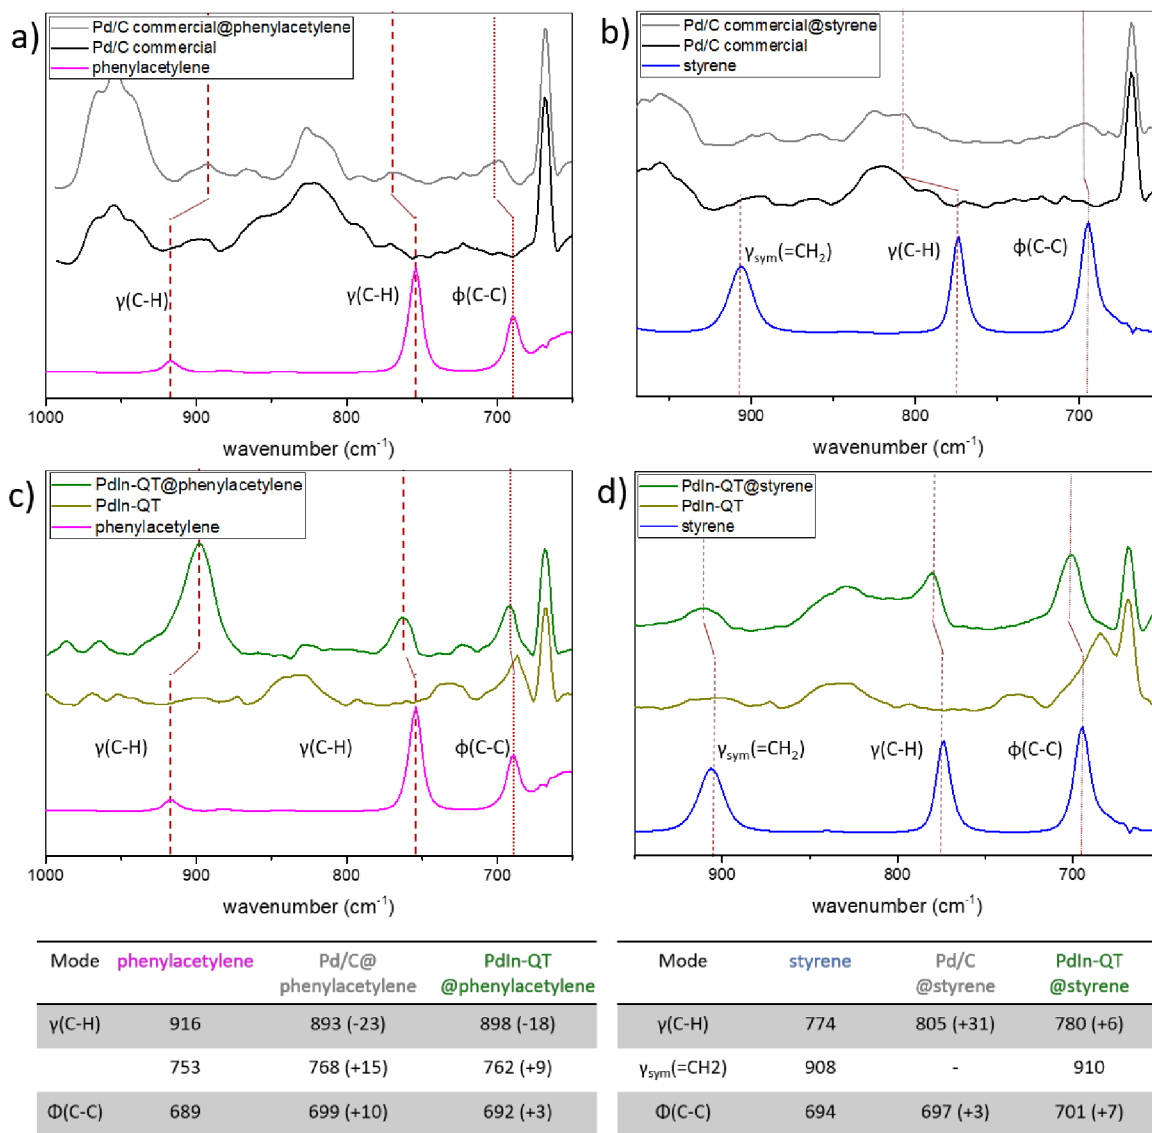 a)
Pd/C commercial@phenylacetylene
Pd/C commercial
phenylacetylene
γ(C-H)
γ(C-H)
ϕ(C-C)
1000
900
800
700
wavenumber (cm⁻¹)
b)
Pd/C commercial@styrene
Pd/C commercial
styrene
γsym(=CH₂)
γ(C-H)
ϕ(C-C)
900
800
700
wavenumber (cm⁻¹)
c)
PdIn-QT@phenylacetylene
PdIn-QT
phenylacetylene
γ(C-H)
γ(C-H)
ϕ(C-C)
1000
900
800
700
wavenumber (cm⁻¹)
d)
PdIn-QT@styrene
PdIn-QT
styrene
γsym(=CH₂)
γ(C-H)
ϕ(C-C)
900
800
700
wavenumber (cm⁻¹)
Mode phenylacetylene Pd/C@ PdIn-QT
phenylacetylene @phenylacetylene
γ(C-H) 916 893 (-23) 898 (-18)
753 768 (+15) 762 (+9)
Φ(C-C) 689 699 (+10) 692 (+3)
Mode styrene Pd/C PdIn-QT
@styrene @styrene
γ(C-H) 774 805 (+31) 780 (+6)
γsym(=CH2) 908 - 910
Φ(C-C) 694 697 (+3) 701 (+7)